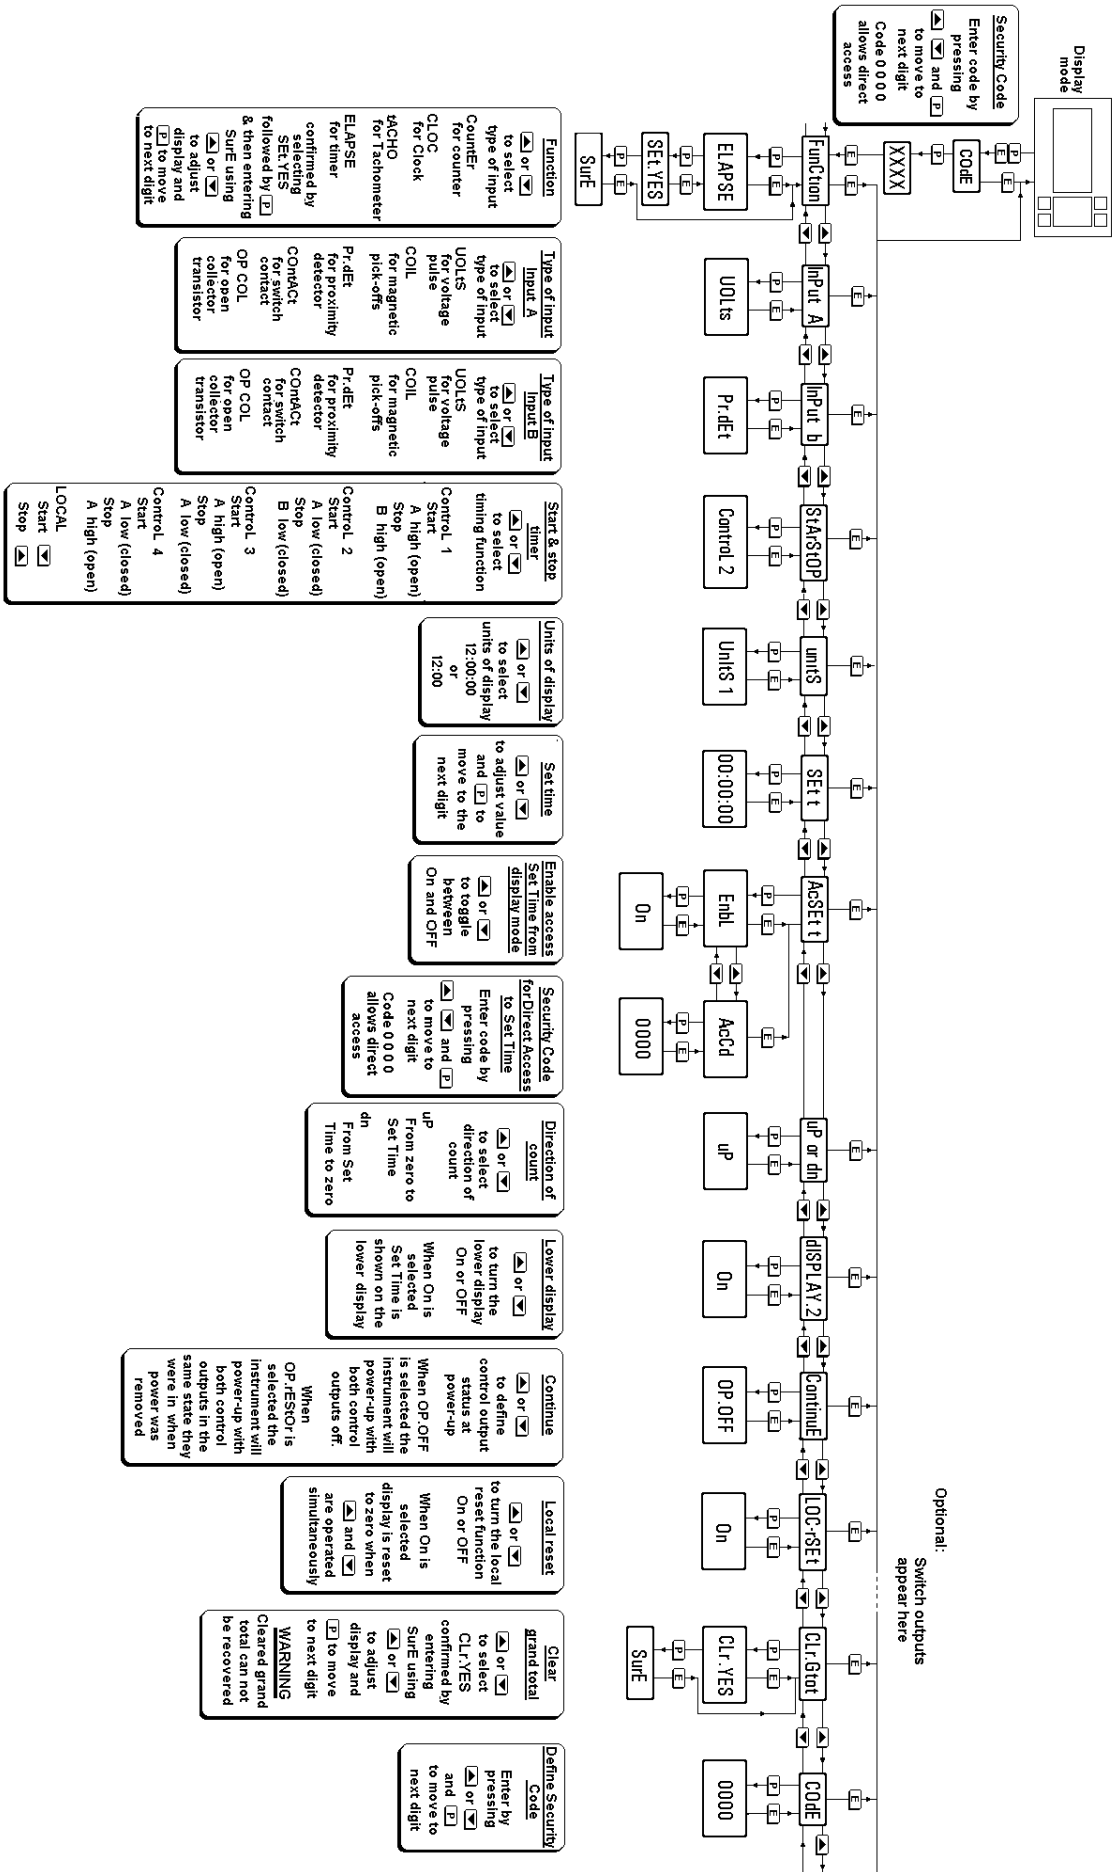 Display
mode
Security Code
Enter code by
pressing
▲ ▼ and P
to move to
next digit
Code 0 0 0 0
allows direct
access
P
E
E
COdE
P
E
XXXX
P
E
E
Optional:
Switch outputs
appear here
FunCtion
P
E
ELAPSE
P
E
SEt.YES
P
E
SurE
E
InPut A
P
E
UOLts
E
InPut b
P
E
Pr.dEt
E
StArStOP
P
E
ControL 2
E
unitS
P
E
UnItS 1
E
SEt t
P
E
00:00:00
E
AcSEt t
P
E
EnbL
P
E
On
E
AcCd
P
E
0000
E
uP or dn
P
E
uP
E
dISPLAY.2
P
E
On
E
ContinuE
P
E
OP.OFF
E
LOC-rSEt
P
E
On
E
CLr.Gtot
P
E
CLr.YES
P
E
SurE
E
COdE
P
E
0000
Function
▲ or ▼
to select
type of input
CountEr
for counter
CLOC
for Clock
tACHO
for Tachometer
ELAPSE
for timer
confirmed by
selecting
SEt.YES
followed by P
& then entering
SurE using
▲ or ▼
to adjust
display and
P to move
to next digit
Type of input
Input A
▲ or ▼
to select
type of input
UOLtS
for voltage
pulse
COIL
for magnetic
pick-offs
Pr.dEt
for proximity
detector
COntACt
for switch
contact
OP COL
for open
collector
transistor
Type of input
Input B
▲ or ▼
to select
type of input
UOLtS
for voltage
pulse
COIL
for magnetic
pick-offs
Pr.dEt
for proximity
detector
COntACt
for switch
contact
OP COL
for open
collector
transistor
Start & stop
timer
▲ or ▼
to select
timing function
ControL 1
Start
A high (open)
Stop
B high (open)
ControL 2
Start
A low (closed)
Stop
B low (closed)
ControL 3
Start
A high (open)
Stop
A low (closed)
ControL 4
Start
A low (closed)
Stop
A high (open)
LOCAL
Start ▼
Stop ▲
Units of display
▲ or ▼
to select
units of display
12:00:00
or
12:00
Set time
▲ or ▼
to adjust value
and P to
move to the
next digit
Enable access
Set Time from
display mode
▲ or ▼
to toggle
between
On and OFF
Security Code
for Direct Access
to Set Time
Enter code by
pressing
▲ ▼ and P
to move to
next digit
Code 0 0 0 0
allows direct
access
Direction of
count
▲ or ▼
to select
direction of
count
uP
From zero to
Set Time
dn
From Set
Time to zero
Lower display
▲ or ▼
to turn the
lower display
On or OFF
When On is
selected
Set Time is
shown on the
lower display
Continue
▲ or ▼
to define
control output
status at
power-up
When OP.OFF
is selected the
instrument will
power-up with
both control
outputs off.
When
OP.rEStOr is
selected the
instrument will
power-up with
both control
outputs in the
same state they
were in when
power was
removed
Local reset
▲ or ▼
to turn the local
reset function
On or OFF
When On is
selected
display is reset
to zero when
▲ and ▼
are operated
simultaneously
Clear
grand total
▲ or ▼
to select
CLr.YES
confirmed by
entering
SurE using
▲ or ▼
to adjust
display and
P to move
to next digit
WARNING
Cleared grand
total can not
be recovered
Define Security
Code
Enter by
pressing
▲ or ▼
and P
to move to
next digit